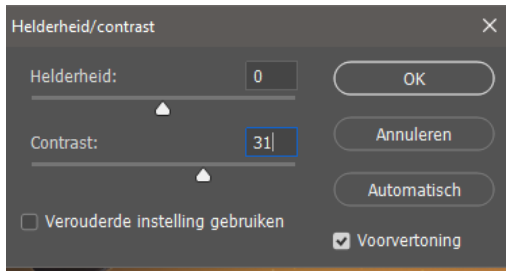 Helderheid/contrast
Helderheid: 0
OK
Contrast: 31
Annuleren
Automatisch
Verouderde instelling gebruiken
Voorvertoning